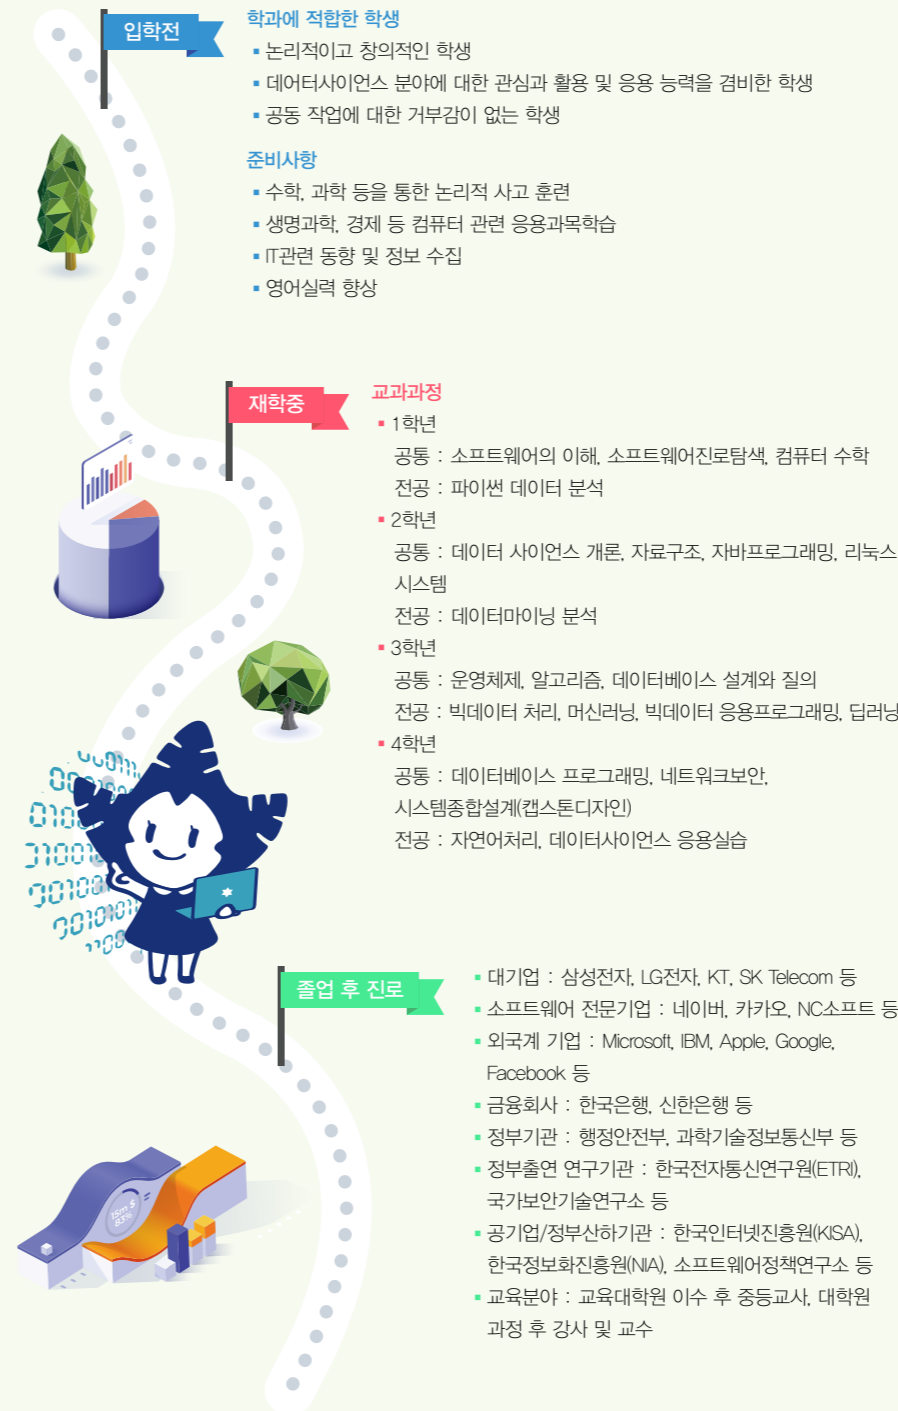 입학전
학과에 적합한 학생
▪ 논리적이고 창의적인 학생
▪ 데어터사이언스 분야에 대한 관심과 활용 및 응용 능력을 겸비한 학생
▪ 공동 작업에 대한 거부감이 없는 학생
준비사항
▪ 수학, 과학 등을 통한 논리적 사고 훈련
▪ 생명과학, 경제 등 컴퓨터 관련 응용과목학습
▪ IT관련 동향 및 정보 수집
▪ 영어실력 향상
재학중
교과과정
▪ 1학년
공통 : 소프트웨어의 이해, 소프트웨어진로탐색, 컴퓨터 수학
전공 : 파이썬 데이터 분석
▪ 2학년
공통 : 데이터 사이언스 개론, 자료구조, 자바프로그래밍, 리눅스
시스템
전공 : 데이터마이닝 분석
▪ 3학년
공통 : 운영체제, 알고리즘, 데이터베이스 설계와 질의
전공 : 빅데이터 처리, 머신러닝, 빅데이터 응용프로그래밍, 딥러닝
▪ 4학년
공통 : 데이터베이스 프로그래밍, 네트워크보안,
시스템종합설계(캡스톤디자인)
전공 : 자연어처리, 데이터사이언스 응용실습
졸업 후 진로
▪ 대기업 : 삼성전자, LG전자, KT, SK Telecom 등
▪ 소프트웨어 전문기업 : 네이버, 카카오, NC소프트 등
▪ 외국계 기업 : Microsoft, IBM, Apple, Google,
Facebook 등
▪ 금융회사 : 한국은행, 신한은행 등
▪ 정부기관 : 행정안전부, 과학기술정보통신부 등
▪ 정부출연 연구기관 : 한국전자통신연구원(ETRI),
국가보안기술연구소 등
▪ 공기업/정부산하기관 : 한국인터넷진흥원(KISA),
한국정보화진흥원(NIA), 소프트웨어정책연구소 등
▪ 교육분야 : 교육대학원 이수 후 중등교사, 대학원
과정 후 강사 및 교수
15m $
83%